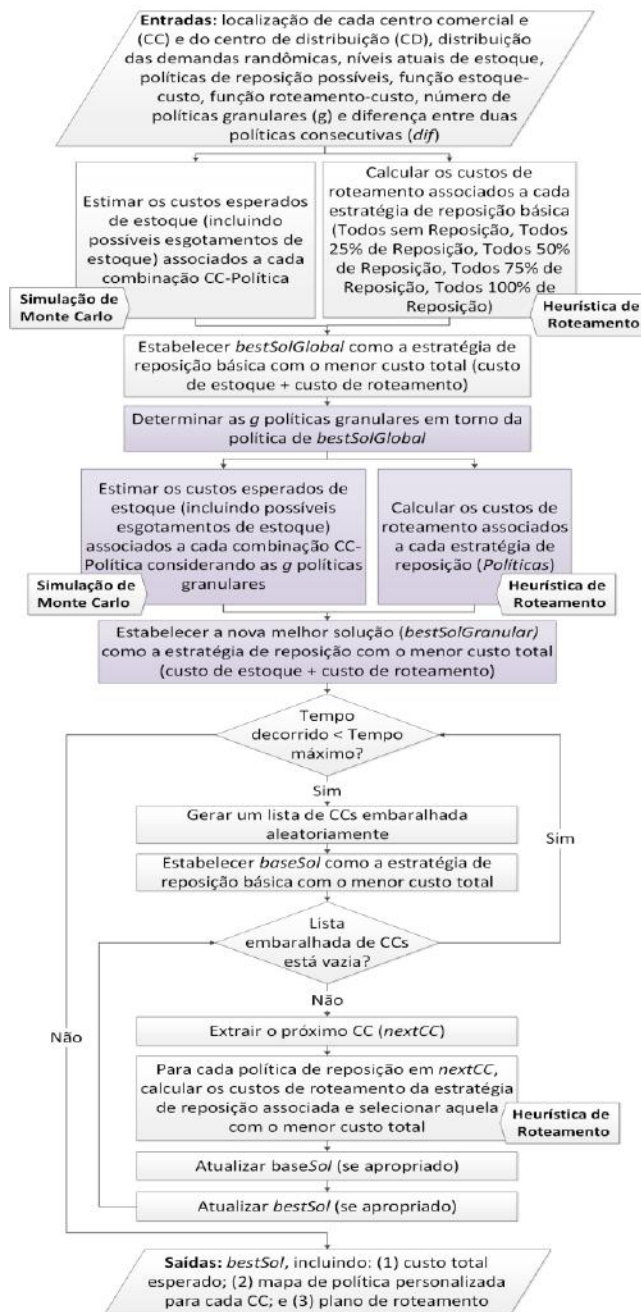 Entradas: localização de cada centro comercial e
(CC) e do centro de distribuição (CD), distribuição
das demandas randômicas, níveis atuais de estoque,
políticas de reposição possíveis, função estoque-
custo, função roteamento-custo, número de
políticas granulares (g) e diferença entre duas
políticas consecutivas (dif)
Estimar os custos esperados
de estoque (incluindo
possíveis esgotamentos de
estoque) associados a cada
combinação CC-Política
Simulação de
Monte Carlo
Calcular os custos de
roteamento associados a cada
estratégia de reposição básica
(Todos sem Reposição, Todos
25% de Reposição, Todos 50%
de Reposição, Todos 75% de
Reposição, Todos 100% de
Reposição)
Heurística de
Roteamento
Estabelecer bestSolGlobal como a estratégia de
reposição básica com o menor custo total (custo
de estoque + custo de roteamento)
Determinar as g políticas granulares em torno da
política de bestSolGlobal
Estimar os custos esperados de
estoque (incluindo possíveis
esgotamentos de estoque)
associados a cada combinação CC-
Política considerando as g políticas
granulares
Simulação de
Monte Carlo
Calcular os custos de
roteamento associados
a cada estratégia de
reposição (Políticas)
Heurística de
Roteamento
Estabelecer a nova melhor solução (bestSolGranular)
como a estratégia de reposição com o menor custo total
(custo de estoque + custo de roteamento)
Tempo
decorrido < Tempo
máximo?
Sim
Gerar um lista de CCs embaralhada
aleatoriamente
Sim
Estabelecer baseSol como a estratégia de
reposição básica com o menor custo total
Lista
embaralhada de CCs
está vazia?
Não
Não
Extrair o próximo CC (nextCC)
Para cada política de reposição em nextCC,
calcular os custos de roteamento da estratégia
de reposição associada e selecionar aquela
com o menor custo total
Heurística de
Roteamento
Atualizar baseSol (se apropriado)
Atualizar bestSol (se apropriado)
Saídas: bestSol, incluindo: (1) custo total
esperado; (2) mapa de política personalizada
para cada CC; e (3) plano de roteamento